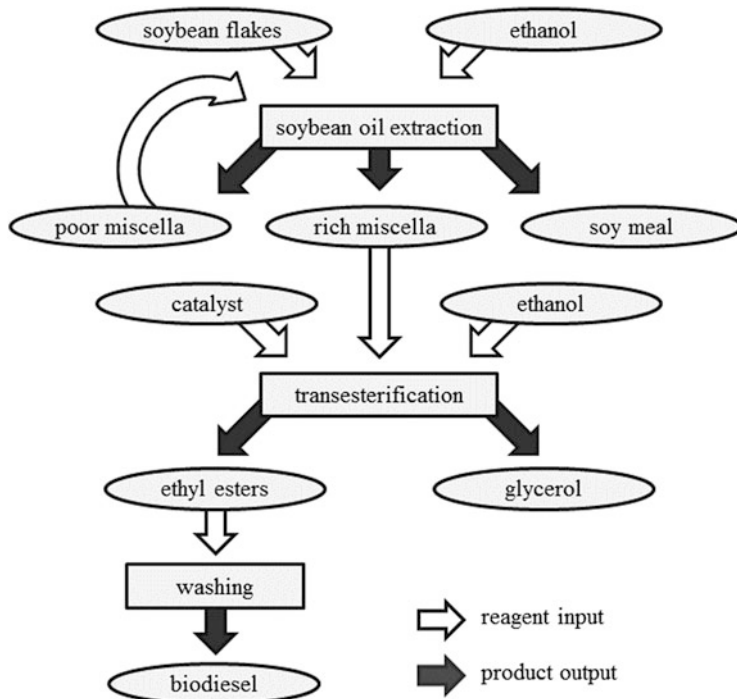 soybean flakes
ethanol
soybean oil extraction
poor miscella
rich miscella
soy meal
catalyst
ethanol
transesterification
ethyl esters
glycerol
washing
reagent input
product output
biodiesel